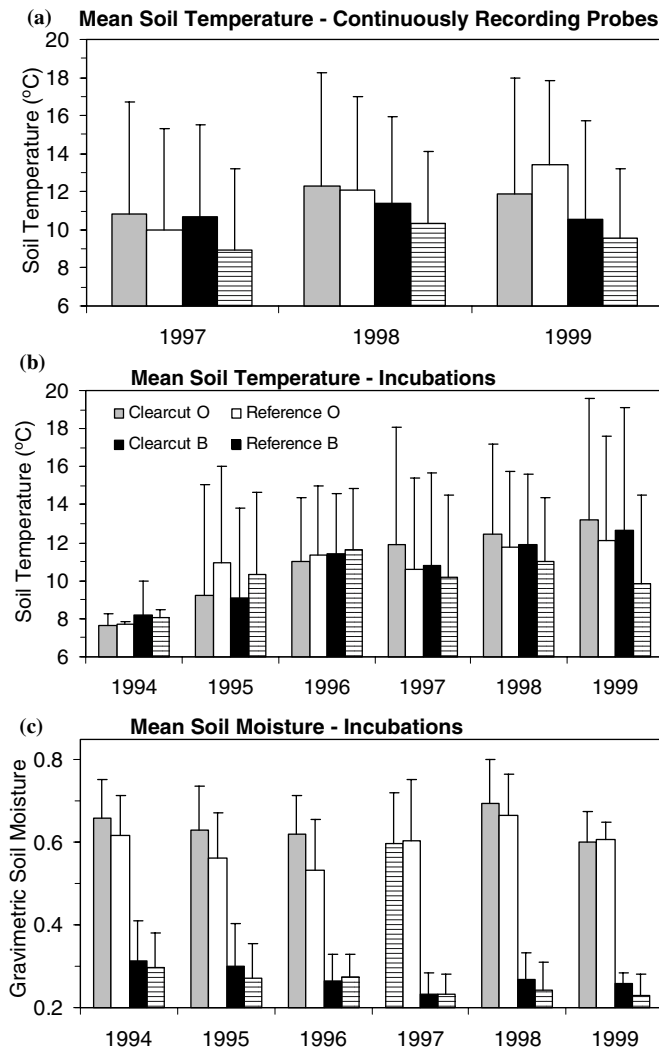 (a) Mean Soil Temperature - Continuously Recording Probes
20
18
16
14
12
10
8
6
Soil Temperature (ºC)
1997 1998 1999
(b) Mean Soil Temperature - Incubations
20
18
16
14
12
10
8
6
Soil Temperature (ºC)
Clearcut O Reference O
Clearcut B Reference B
1994 1995 1996 1997 1998 1999
(c) Mean Soil Moisture - Incubations
0.8
0.6
0.4
0.2
Gravimetric Soil Moisture
1994 1995 1996 1997 1998 1999